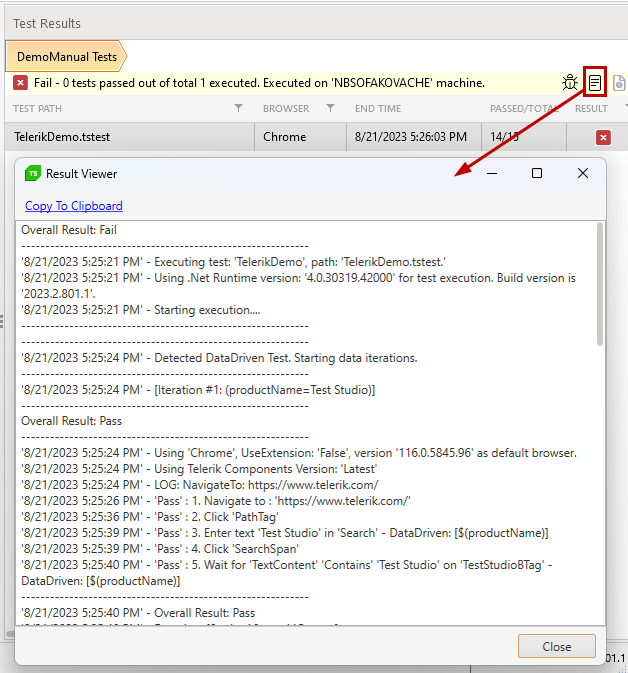 Test Results
DemoManual Tests
Fail - 0 tests passed out of total 1 executed. Executed on 'NBSOFAKOVACHE' machine.
TEST PATH BROWSER END TIME PASSED/TOTAL RESULT
TelerikDemo.tstest Chrome 8/21/2023 5:26:03 PM 14/15
TS Result Viewer
Copy To Clipboard
Overall Result: Fail
------------------------------------------------------------
'8/21/2023 5:25:21 PM' - Executing test: 'TelerikDemo', path: 'TelerikDemo.tstest.'
'8/21/2023 5:25:21 PM' - Using .Net Runtime version: '4.0.30319.42000' for test execution. Build version is
'2023.2.801.1'.
'8/21/2023 5:25:21 PM' - Starting execution....
------------------------------------------------------------
------------------------------------------------------------
'8/21/2023 5:25:24 PM' - Detected DataDriven Test. Starting data iterations.
------------------------------------------------------------
'8/21/2023 5:25:24 PM' - [Iteration #1: (productName=Test Studio)]
------------------------------------------------------------
Overall Result: Pass
------------------------------------------------------------
'8/21/2023 5:25:24 PM' - Using 'Chrome', UseExtension: 'False', version '116.0.5845.96' as default browser.
'8/21/2023 5:25:24 PM' - Using Telerik Components Version: 'Latest'
'8/21/2023 5:25:24 PM' - LOG: NavigateTo: https://www.telerik.com/
'8/21/2023 5:25:26 PM' - 'Pass' : 1. Navigate to : 'https://www.telerik.com/'
'8/21/2023 5:25:36 PM' - 'Pass' : 2. Click 'PathTag'
'8/21/2023 5:25:39 PM' - 'Pass' : 3. Enter text 'Test Studio' in 'Search' - DataDriven: [$(productName)]
'8/21/2023 5:25:39 PM' - 'Pass' : 4. Click 'SearchSpan'
'8/21/2023 5:25:40 PM' - 'Pass' : 5. Wait for 'TextContent' 'Contains' 'Test Studio' on 'TestStudioBTag' -
DataDriven: [$(productName)]
------------------------------------------------------------
'8/21/2023 5:25:40 PM' - Overall Result: Pass
Close
01.1